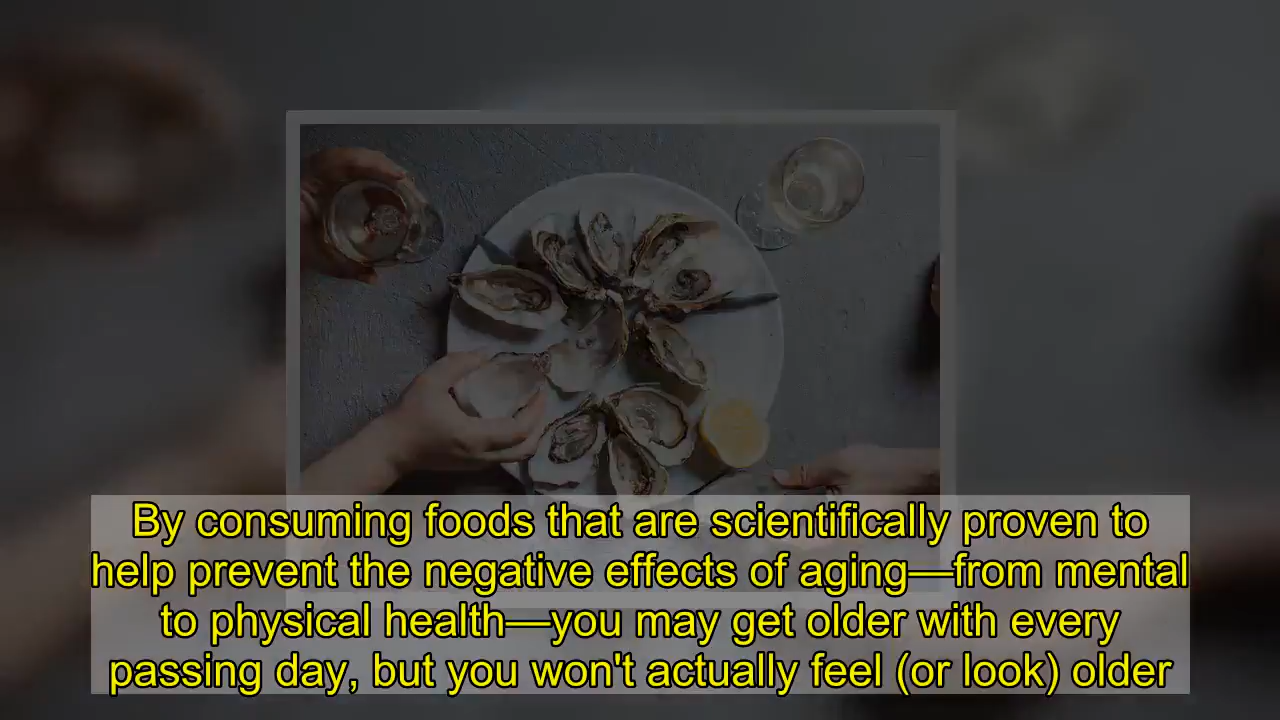 By consuming foods that are scientifically proven to
help prevent the negative effects of aging—from mental
to physical health—you may get older with every
passing day, but you won't actually feel (or look) older